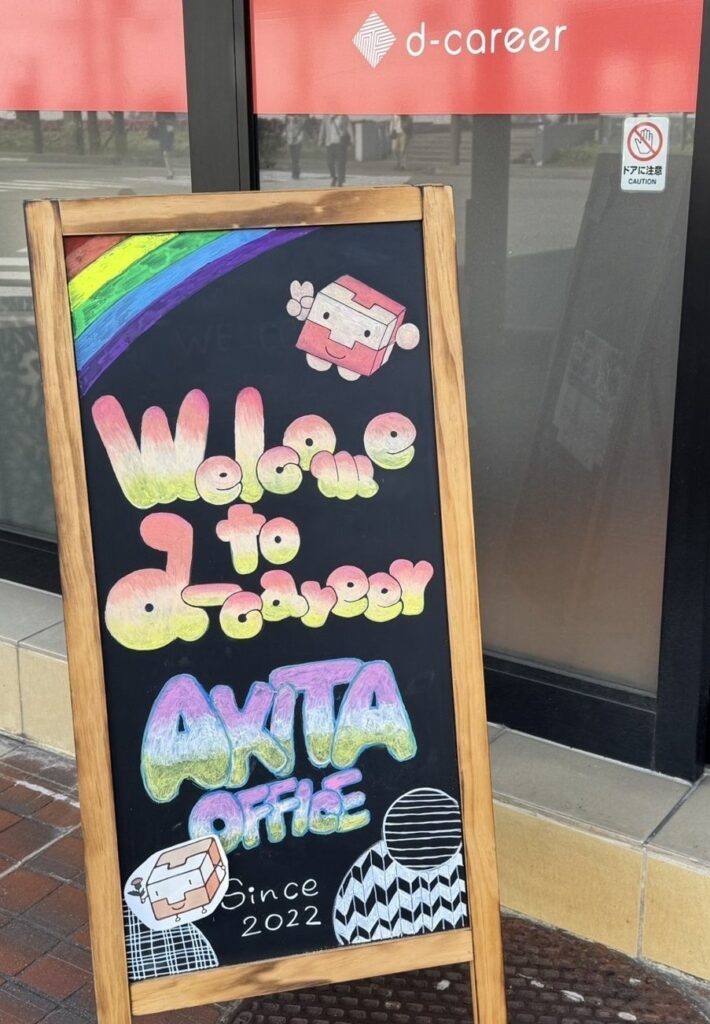 d-career
ドアに注意
CAUTION
Welcome
to
d-career
AKITA
OFFICE
Since
2022